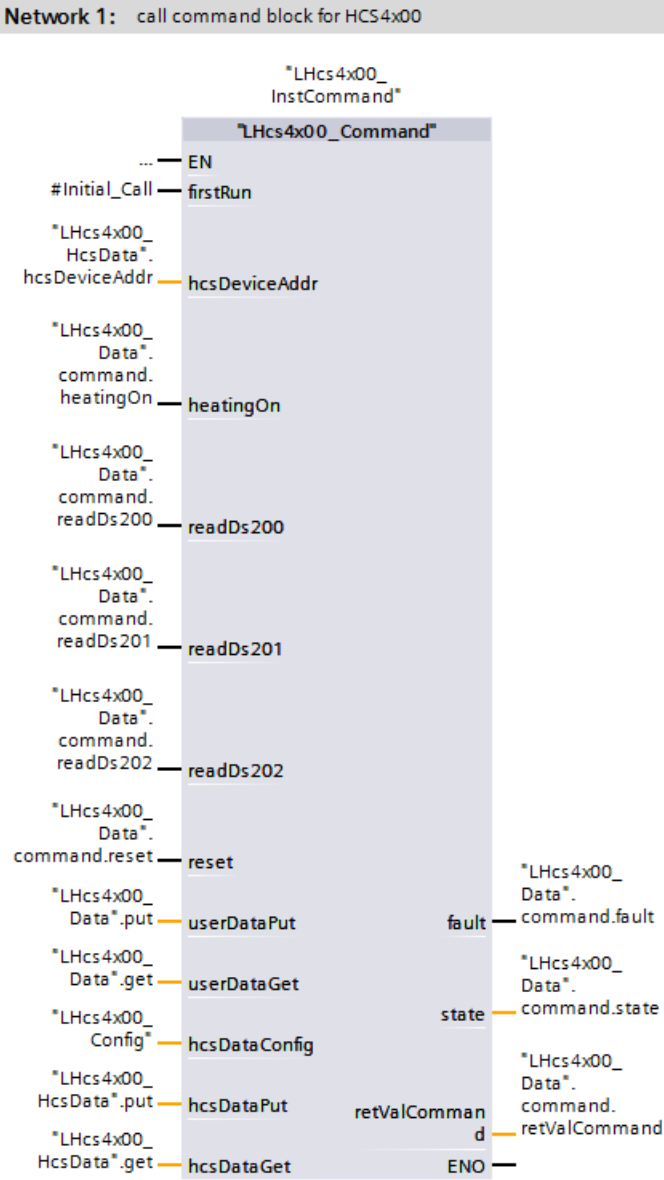 Network 1: call command block for HCS4x00
"LHcs4x00_
InstCommand"
"LHcs4x00_Command"
... EN
#Initial_Call firstRun
"LHcs4x00_
HcsData".
hcsDeviceAddr hcsDeviceAddr
"LHcs4x00_
Data".
command.
heatingOn heatingOn
"LHcs4x00_
Data".
command.
readDs200 readDs200
"LHcs4x00_
Data".
command.
readDs201 readDs201
"LHcs4x00_
Data".
command.
readDs202 readDs202
"LHcs4x00_
Data".
command.reset reset
"LHcs4x00_
Data".put userDataPut
"LHcs4x00_
Data".get userDataGet
"LHcs4x00_
Config" hcsDataConfig
"LHcs4x00_
HcsData".put hcsDataPut
"LHcs4x00_
HcsData".get hcsDataGet
"LHcs4x00_
Data".
fault command.fault
"LHcs4x00_
Data".
state command.state
"LHcs4x00_
Data".
command.
retValComman
d retValCommand
ENO